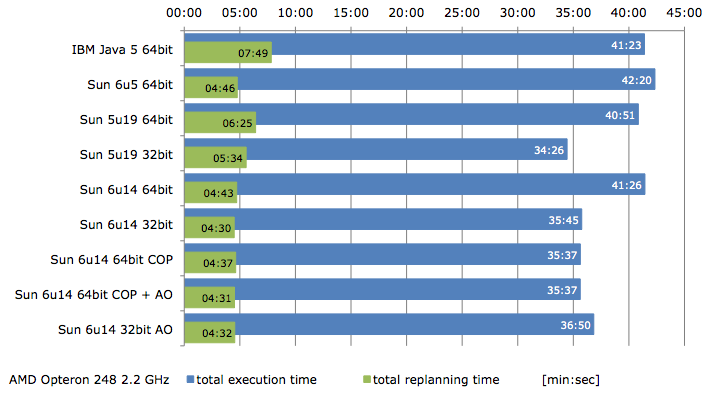 00:00 05:00 10:00 15:00 20:00 25:00 30:00 35:00 40:00 45:00
IBM Java 5 64bit 41:23
07:49
Sun 6u5 64bit 42:20
04:46
Sun 5u19 64bit 40:51
06:25
Sun 5u19 32bit 34:26
05:34
Sun 6u14 64bit 41:26
04:43
Sun 6u14 32bit 35:45
04:30
Sun 6u14 64bit COP 35:37
04:37
Sun 6u14 64bit COP + AO 35:37
04:31
Sun 6u14 32bit AO 36:50
04:32
AMD Opteron 248 2.2 GHz total execution time total replanning time [min:sec]